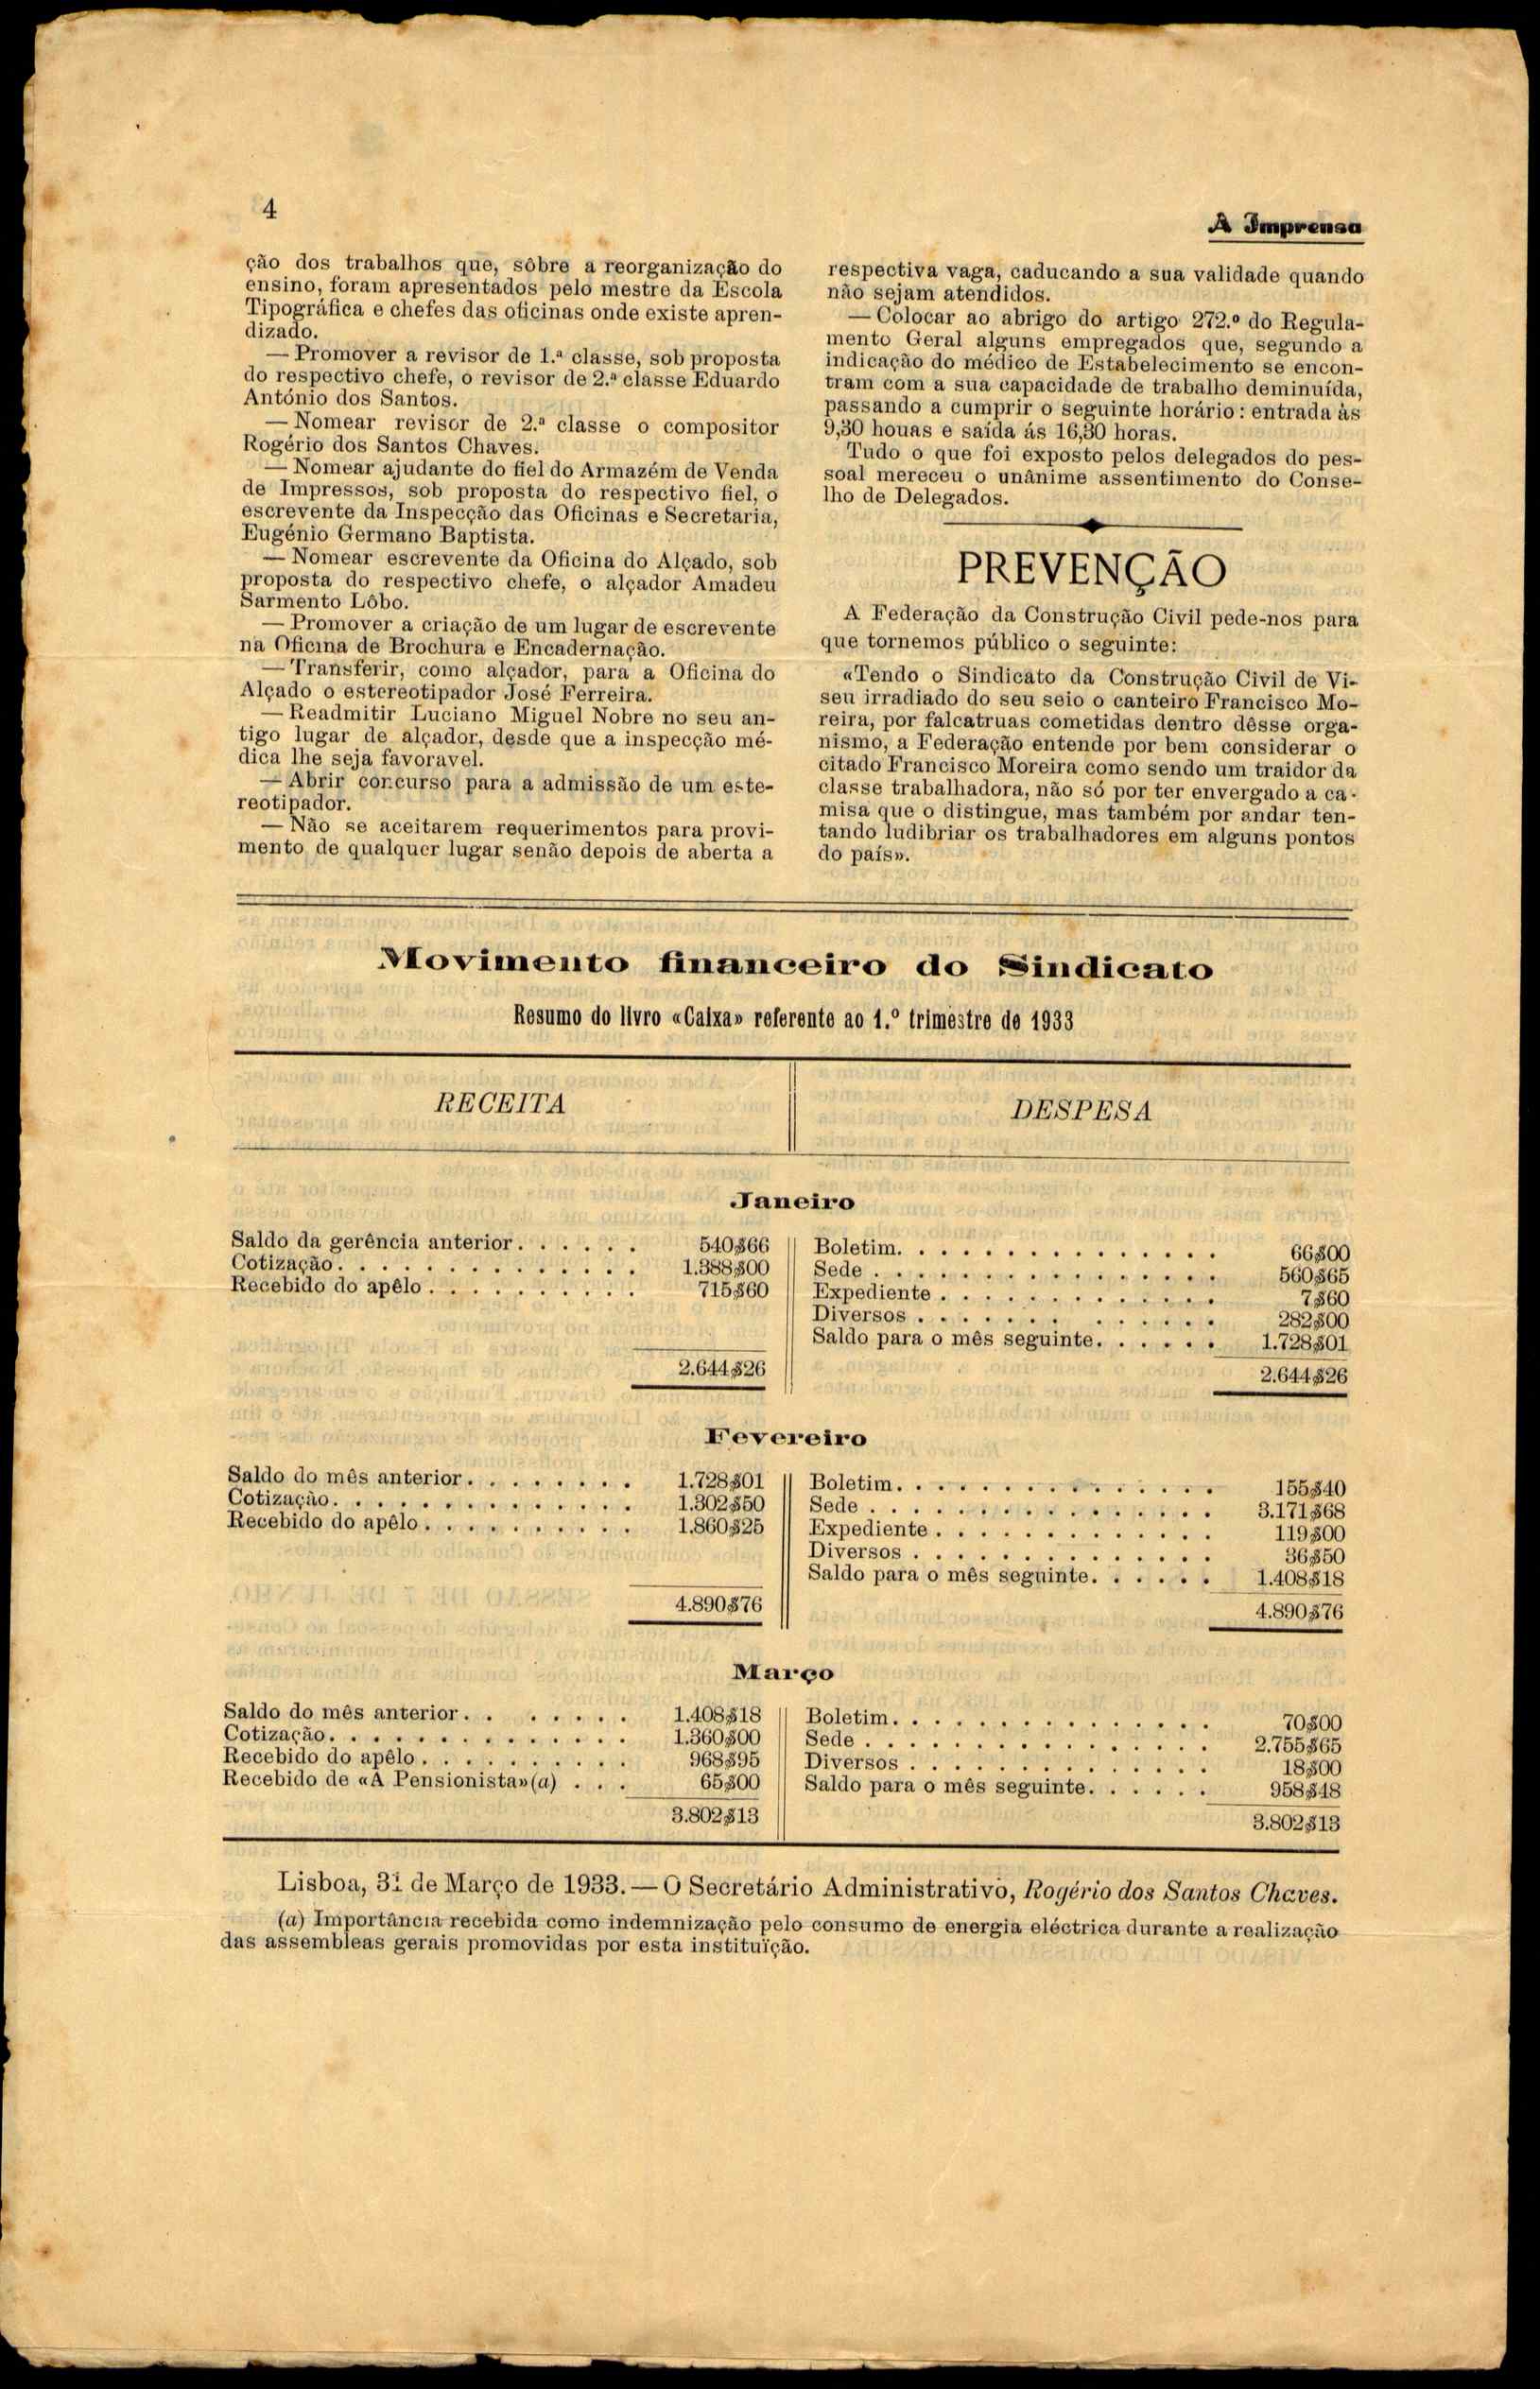 4
A Imprensa
ção dos trabalhos que, sôbre a reorganização do
ensino, foram apresentados pelo mestre da Escola
Tipográfica e chefes das oficinas onde existe apren-
dizado.
— Promover a revisor de 1.ª classe, sob proposta
do respectivo chefe, o revisor de 2.ª classe Eduardo
António dos Santos.
— Nomear revisor de 2.ª classe o compositor
Rogério dos Santos Chaves.
— Nomear ajudante do fiel do Armazém de Venda
de Impressos, sob proposta do respectivo fiel, o
escrevente da Inspecção das Oficinas e Secretaria,
Eugénio Germano Baptista.
— Nomear escrevente da Oficina do Alçado, sob
proposta do respectivo chefe, o alçador Amadeu
Sarmento Lôbo.
— Promover a criação de um lugar de escrevente
na Oficina de Brochura e Encadernação.
— Transferir, como alçador, para a Oficina do
Alçado o estereotipador José Ferreira.
— Readmitir Luciano Miguel Nobre no seu an-
tigo lugar de alçador, desde que a inspecção mé-
dica lhe seja favoravel.
— Abrir concurso para a admissão de um este-
reotipador.
— Não se aceitarem requerimentos para provi-
mento de qualquer lugar senão depois de aberta a
respectiva vaga, caducando a sua validade quando
não sejam atendidos.
— Colocar ao abrigo do artigo 272.º do Regula-
mento Geral alguns empregados que, segundo a
indicação do médico de Estabelecimento se encon-
tram com a sua capacidade de trabalho deminuída,
passando a cumprir o seguinte horário: entrada às
9,30 houas e saída ás 16,30 horas.
Tudo o que foi exposto pelos delegados do pes-
soal mereceu o unânime assentimento do Conse-
lho de Delegados.
PREVENÇÃO
A Federação da Construção Civil pede-nos para
que tornemos público o seguinte:
«Tendo o Sindicato da Construção Civil de Vi-
seu irradiado do seu seio o canteiro Francisco Mo-
reira, por falcatruas cometidas dentro dêsse orga-
nismo, a Federação entende por bem considerar o
citado Francisco Moreira como sendo um traidor da
classe trabalhadora, não só por ter envergado a ca-
misa que o distingue, mas também por andar ten-
tando ludibriar os trabalhadores em alguns pontos
do país».
Movimento financeiro do Sindicato
Resumo do livro «Caixa» referente ao 1.º trimestre de 1933
RECEITA
DESPESA
Janeiro
Saldo da gerência anterior . . . . . . 540$66
Cotização . . . . . . . . . . . . . . 1.388$00
Recebido do apêlo . . . . . . . . . . 715$60
2.644$26
Boletim . . . . . . . . . . . . . . . 66$00
Sede . . . . . . . . . . . . . . . . 560$65
Expediente . . . . . . . . . . . . . 7$60
Diversos . . . . . . . . . . . . . 282$00
Saldo para o mês seguinte . . . . . . 1.728$01
2.644$26
Fevereiro
Saldo do mês anterior . . . . . . . . 1.728$01
Cotização . . . . . . . . . . . . . . 1.302$50
Recebido do apêlo . . . . . . . . . . 1.860$25
4.890$76
Boletim . . . . . . . . . . . . . . . 155$40
Sede . . . . . . . . . . . . . . . . 3.171$68
Expediente . . . . . . . . . . . . . 119$00
Diversos . . . . . . . . . . . . . . 36$50
Saldo para o mês seguinte . . . . . . 1.408$18
4.890$76
Março
Saldo do mês anterior . . . . . . . 1.408$18
Cotização . . . . . . . . . . . . . . 1.360$00
Recebido do apêlo . . . . . . . . . . 968$95
Recebido de «A Pensionista»(a) . . . 65$00
3.802$13
Boletim . . . . . . . . . . . . . . . 70$00
Sede . . . . . . . . . . . . . . . . 2.755$65
Diversos . . . . . . . . . . . . . . 18$00
Saldo para o mês seguinte . . . . . . 958$48
3.802$13
Lisboa, 31 de Março de 1933. — O Secretário Administrativo, Rogério dos Santos Chaves.
(a) Importância recebida como indemnização pelo consumo de energia eléctrica durante a realização
das assembleas gerais promovidas por esta instituïção.